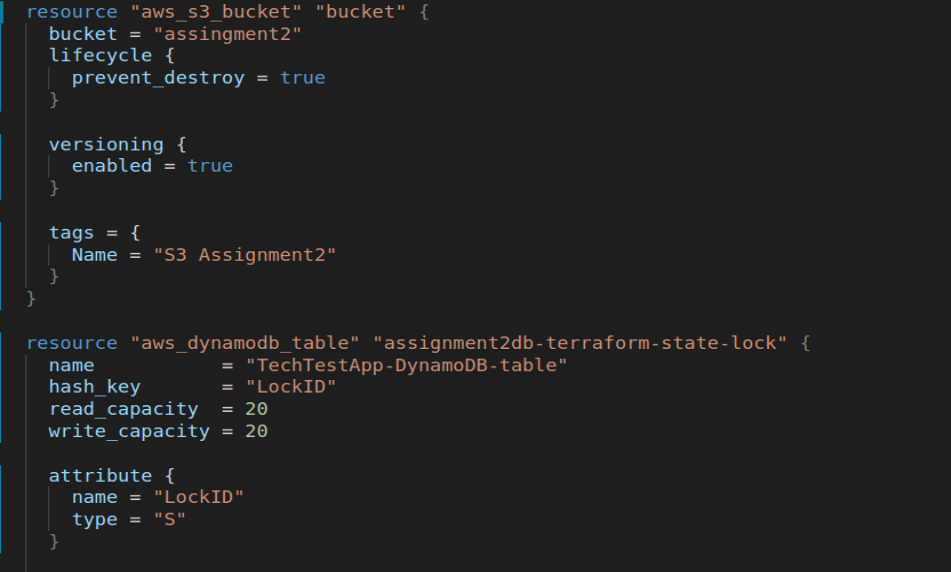 resource "aws_s3_bucket" "bucket" {
  bucket = "assingment2"
  lifecycle {
    prevent_destroy = true
  }

  versioning {
    enabled = true
  }

  tags = {
    Name = "S3 Assignment2"
  }
}

resource "aws_dynamodb_table" "assignment2db-terraform-state-lock" {
  name           = "TechTestApp-DynamoDB-table"
  hash_key       = "LockID"
  read_capacity  = 20
  write_capacity = 20

  attribute {
    name = "LockID"
    type = "S"
  }